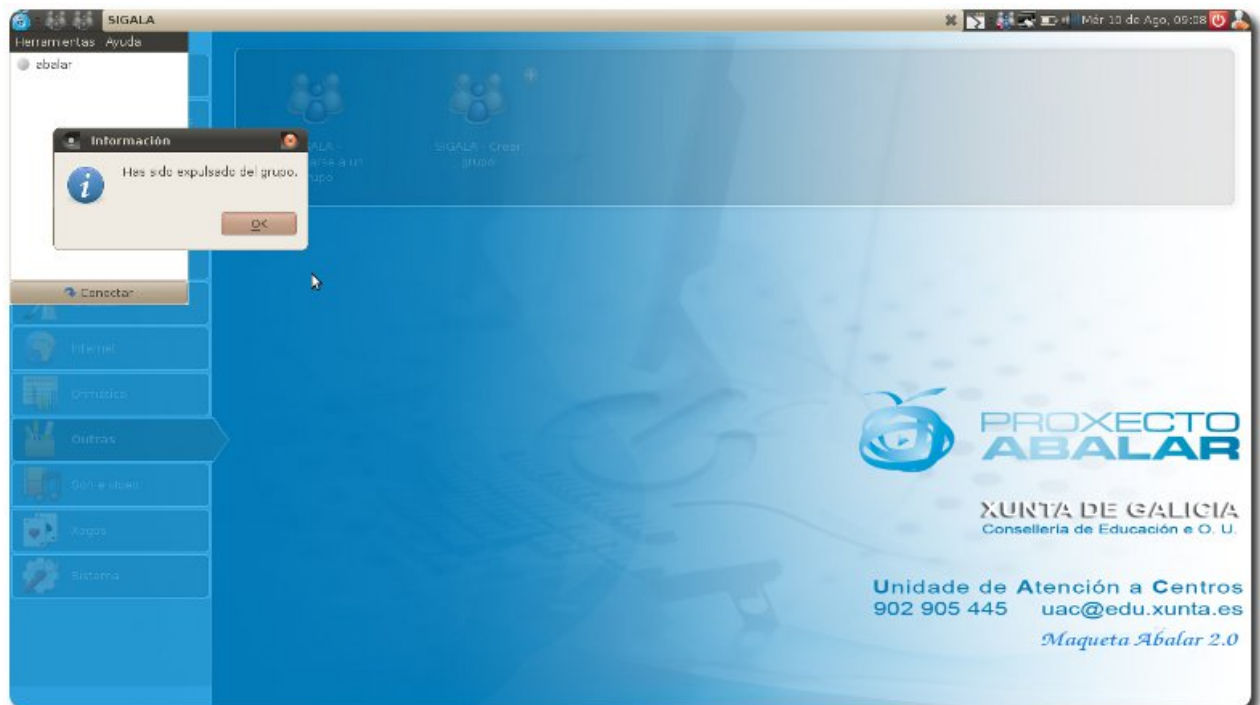 SIGALA
Mér 10 de Ago, 09:08
Herramientas Ayuda
abalar
Información
Has sido expulsado del grupo.
OK
Conectar
SIGALA - Crear
grupo
Internet
Ofimática
Outras
Son e vídeo
Xogos
Sistema
PROXECTO
ABALAR
XUNTA DE GALICIA
Consellería de Educación e O. U.
Unidade de Atención a Centros
902 905 445 uac@edu.xunta.es
Maqueta Abalar 2.0